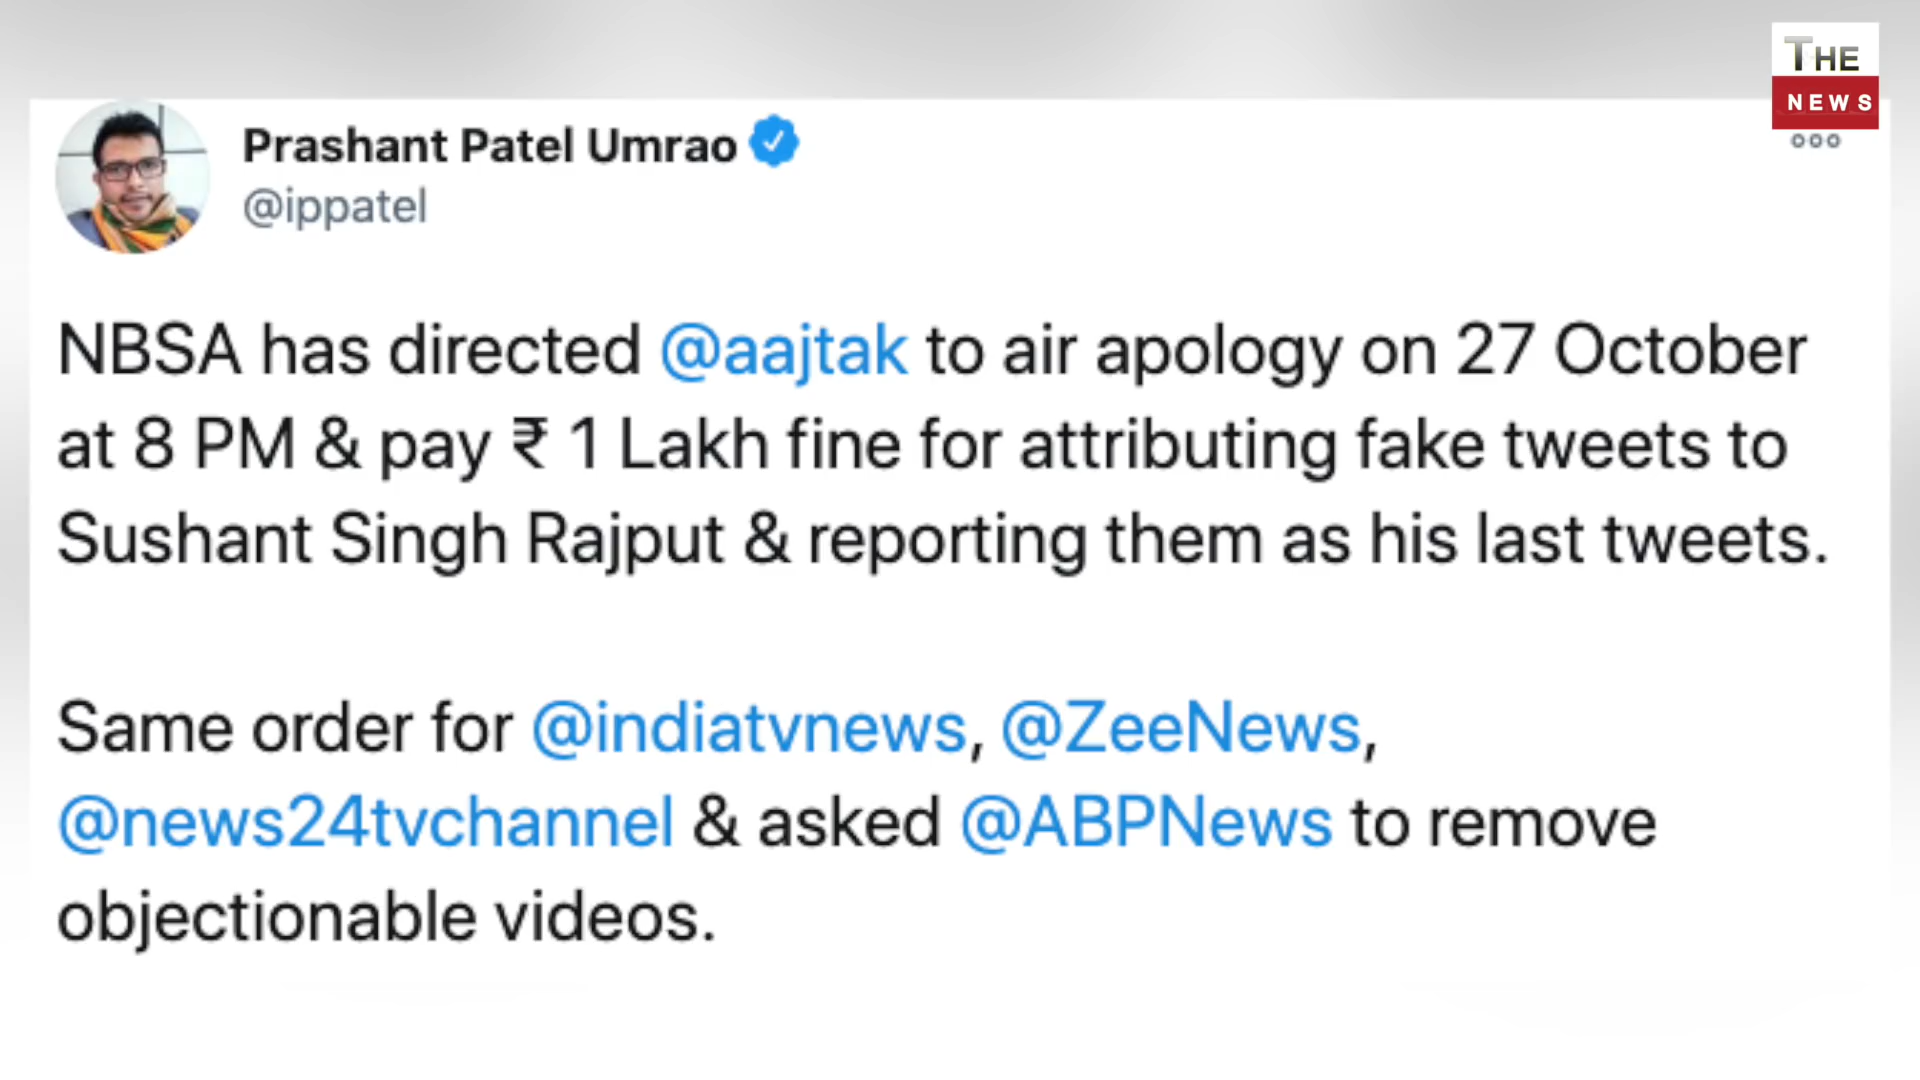 THE
NEWS
Prashant Patel Umrao
@ippatel
NBSA has directed @aajtak to air apology on 27 October
at 8 PM & pay ₹ 1 Lakh fine for attributing fake tweets to
Sushant Singh Rajput & reporting them as his last tweets.
Same order for @indiatvnews, @ZeeNews,
@news24tvchannel & asked @ABPNews to remove
objectionable videos.